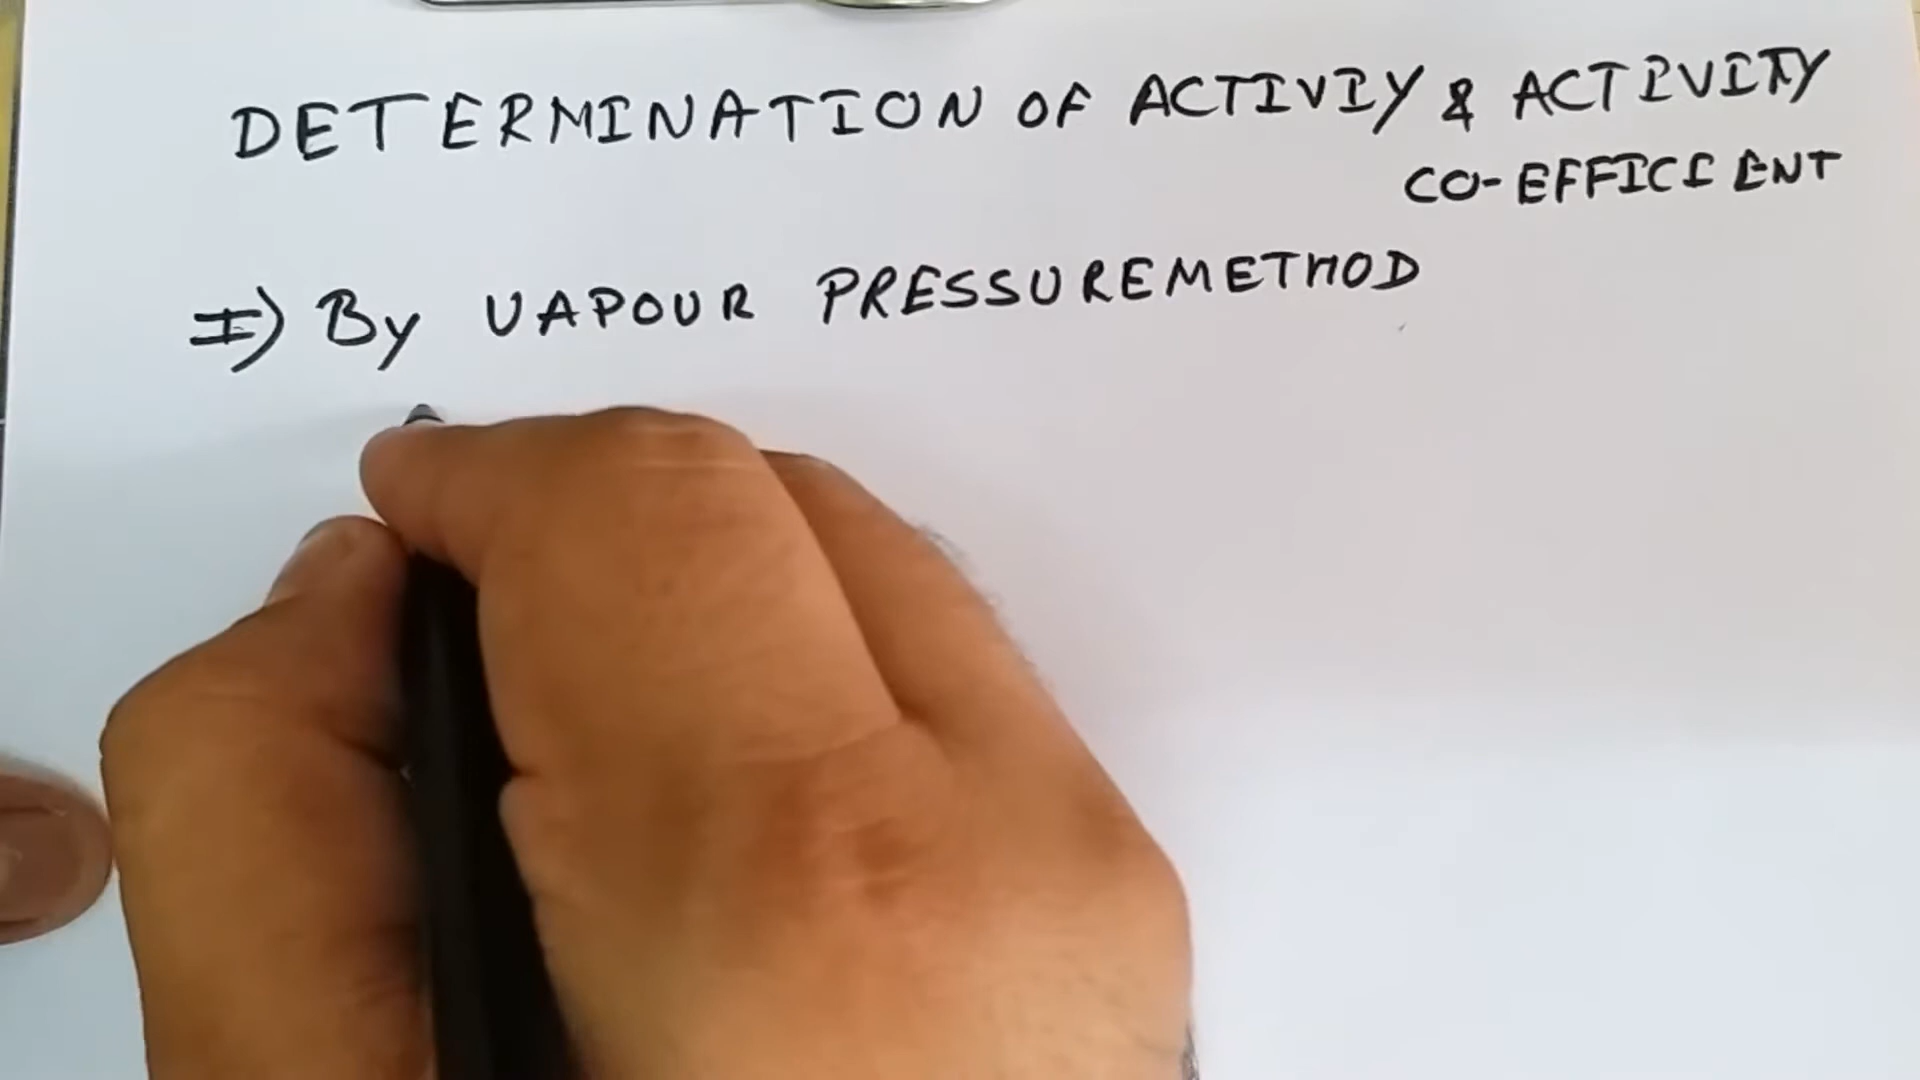 DETERMINATION OF ACTIVIY & ACTIVITY
CO-EFFICIENT
I) By VAPOUR PRESSUREMETHOD